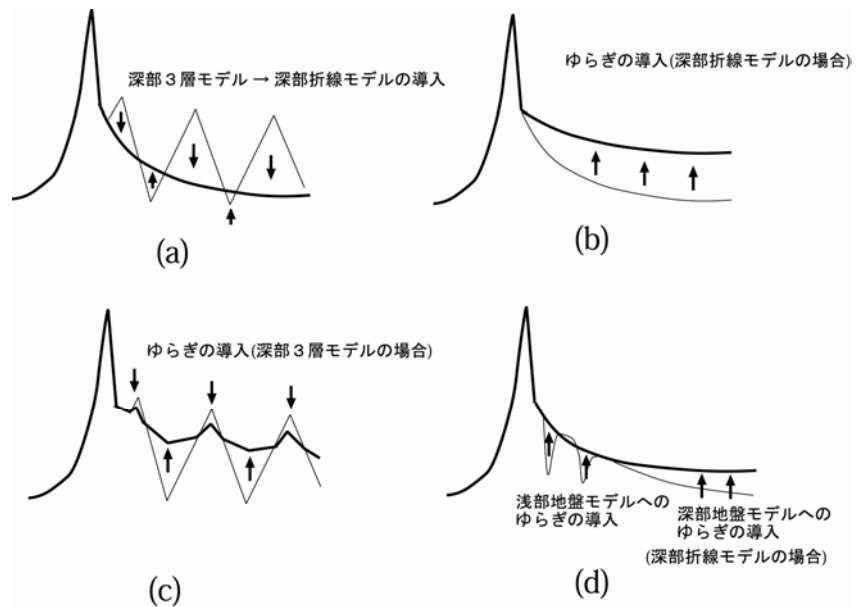 深部３層モデル → 深部折線モデルの導入
(a)
ゆらぎの導入(深部折線モデルの場合)
(b)
ゆらぎの導入(深部３層モデルの場合)
(c)
浅部地盤モデルへの
ゆらぎの導入
深部地盤モデルへの
ゆらぎの導入
(深部折線モデルの場合)
(d)